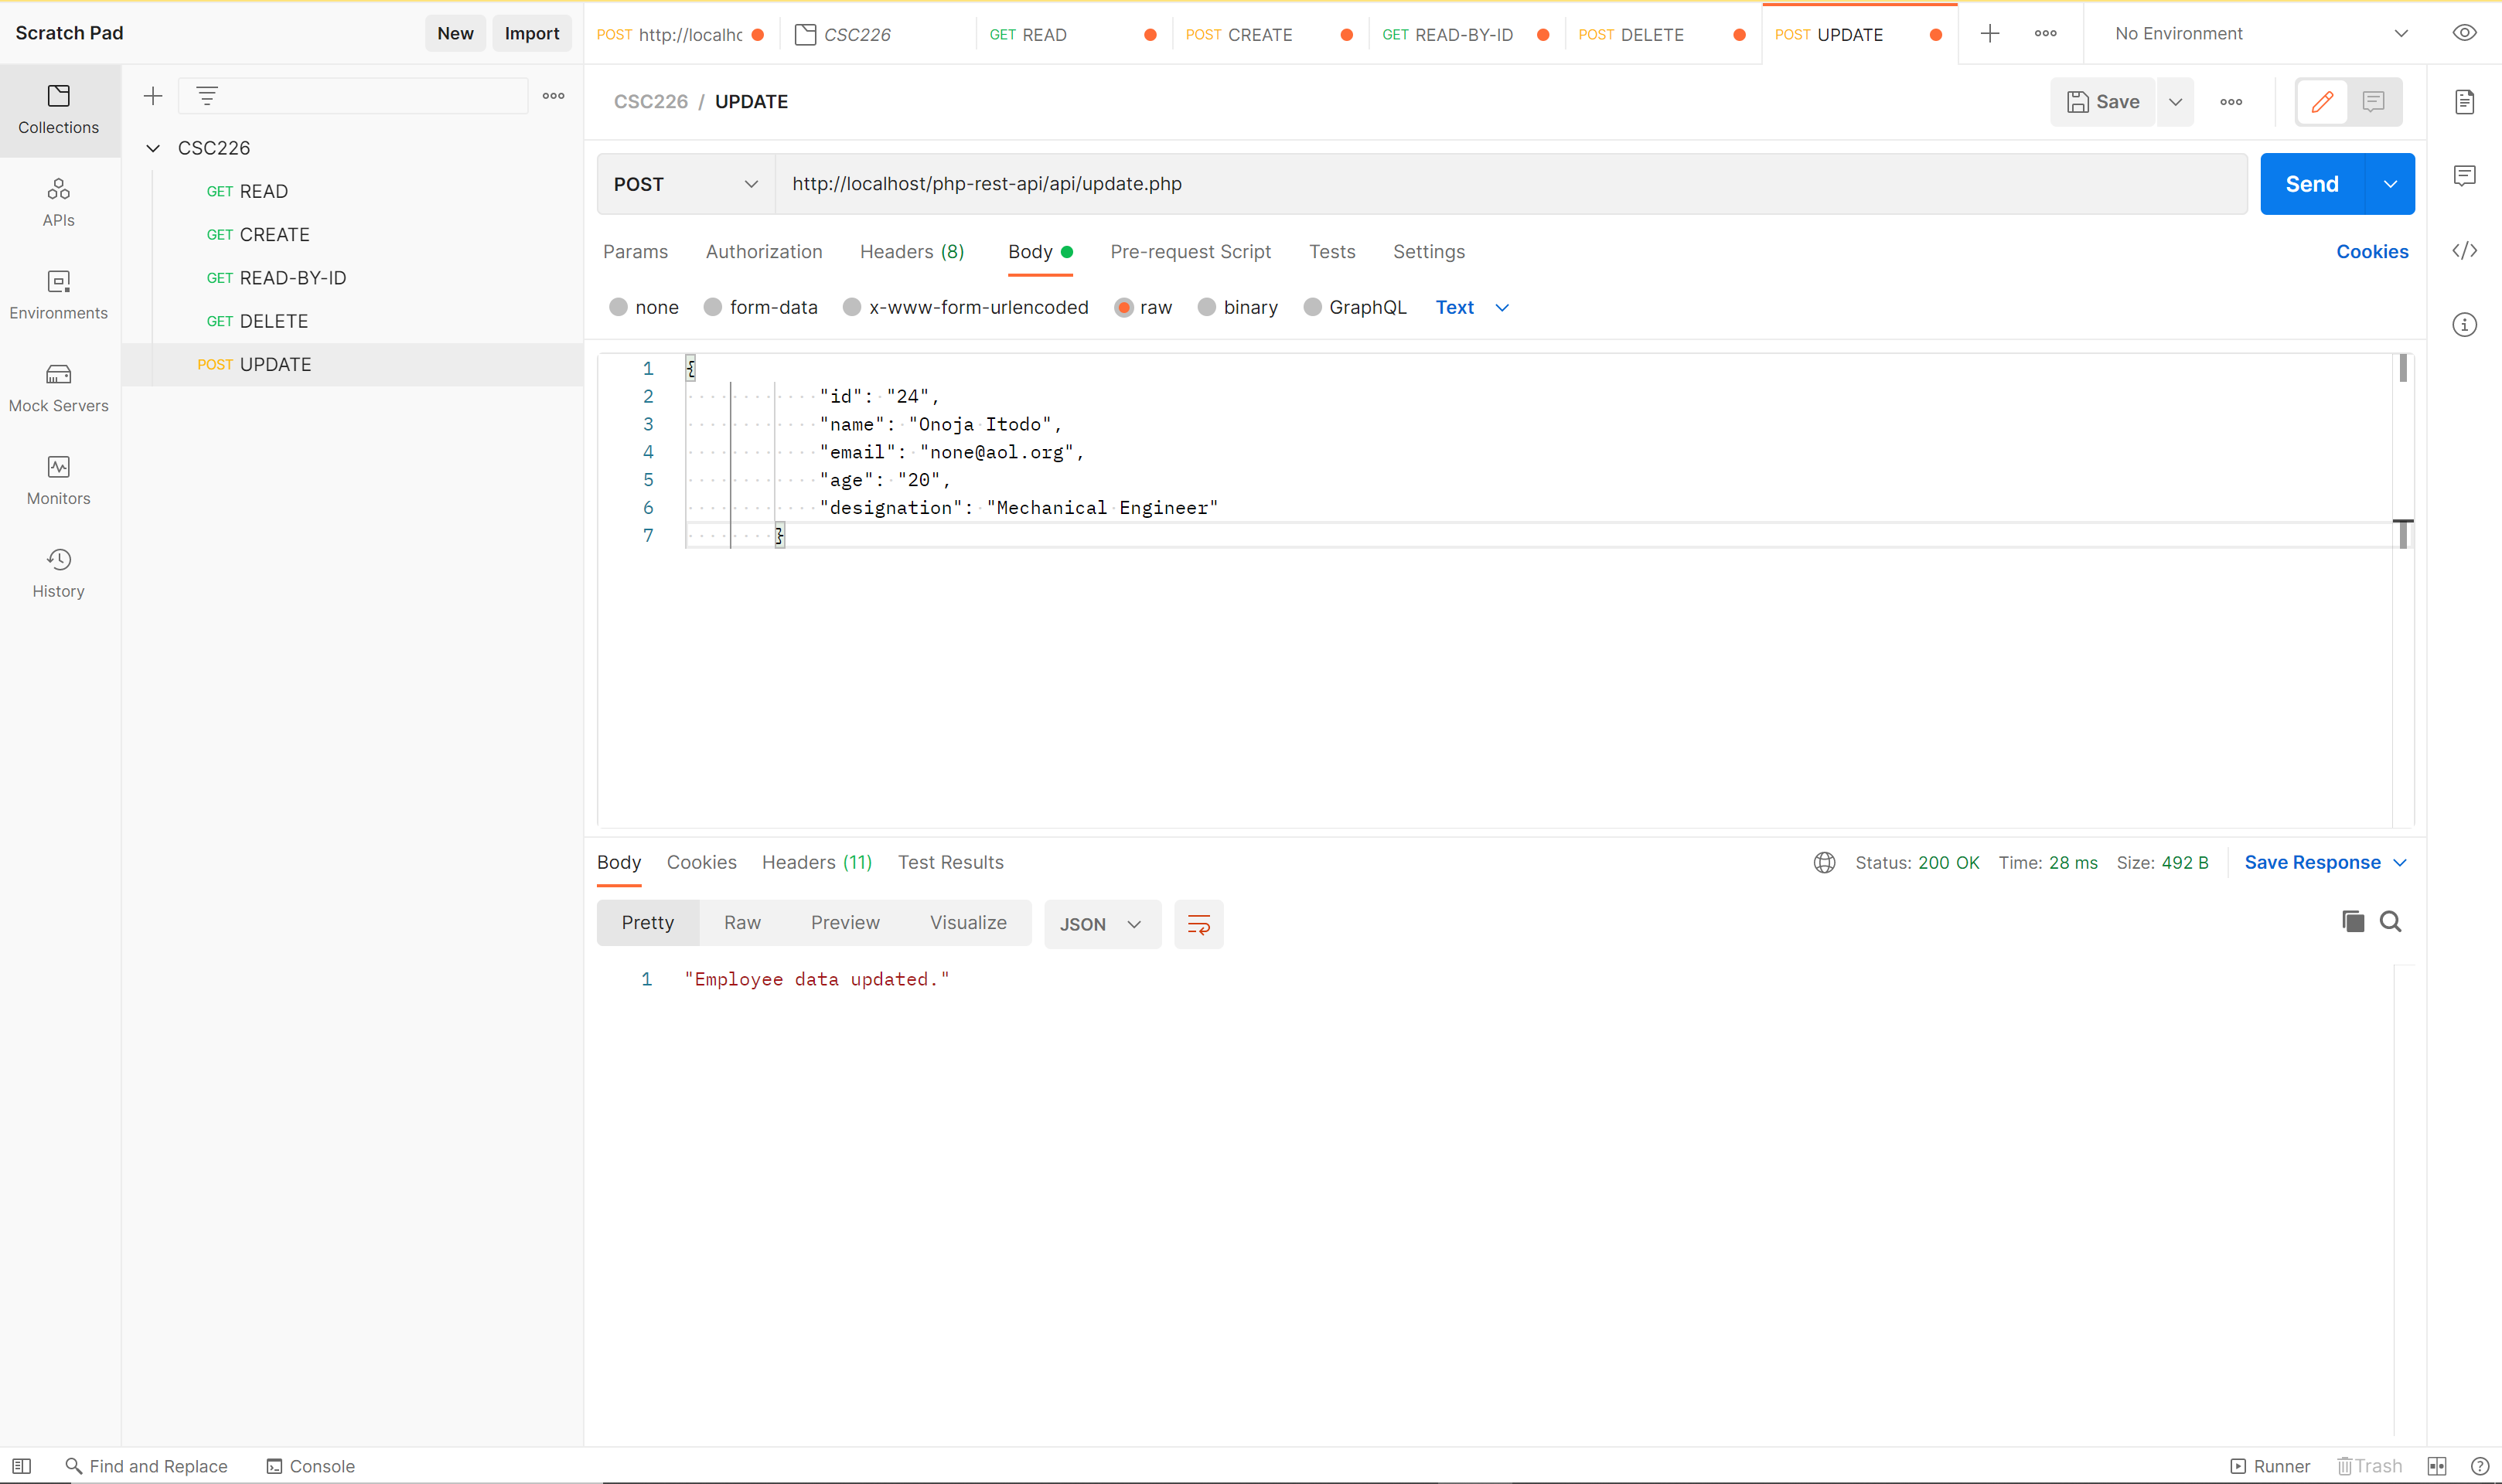 Scratch Pad
New
Import
POST http://localhc
CSC226
GET READ
POST CREATE
GET READ-BY-ID
POST DELETE
POST UPDATE
No Environment
Collections
APIs
Environments
Mock Servers
Monitors
History
CSC226
GET READ
GET CREATE
GET READ-BY-ID
GET DELETE
POST UPDATE
CSC226 / UPDATE
Save
POST
http://localhost/php-rest-api/api/update.php
Send
Params
Authorization
Headers (8)
Body
Pre-request Script
Tests
Settings
Cookies
none
form-data
x-www-form-urlencoded
raw
binary
GraphQL
Text
1 {
2 "id": "24",
3 "name": "Onoja Itodo",
4 "email": "none@aol.org",
5 "age": "20",
6 "designation": "Mechanical Engineer"
7 }
Body
Cookies
Headers (11)
Test Results
Status: 200 OK
Time: 28 ms
Size: 492 B
Save Response
Pretty
Raw
Preview
Visualize
JSON
1 "Employee data updated."
Find and Replace
Console
Runner
Trash